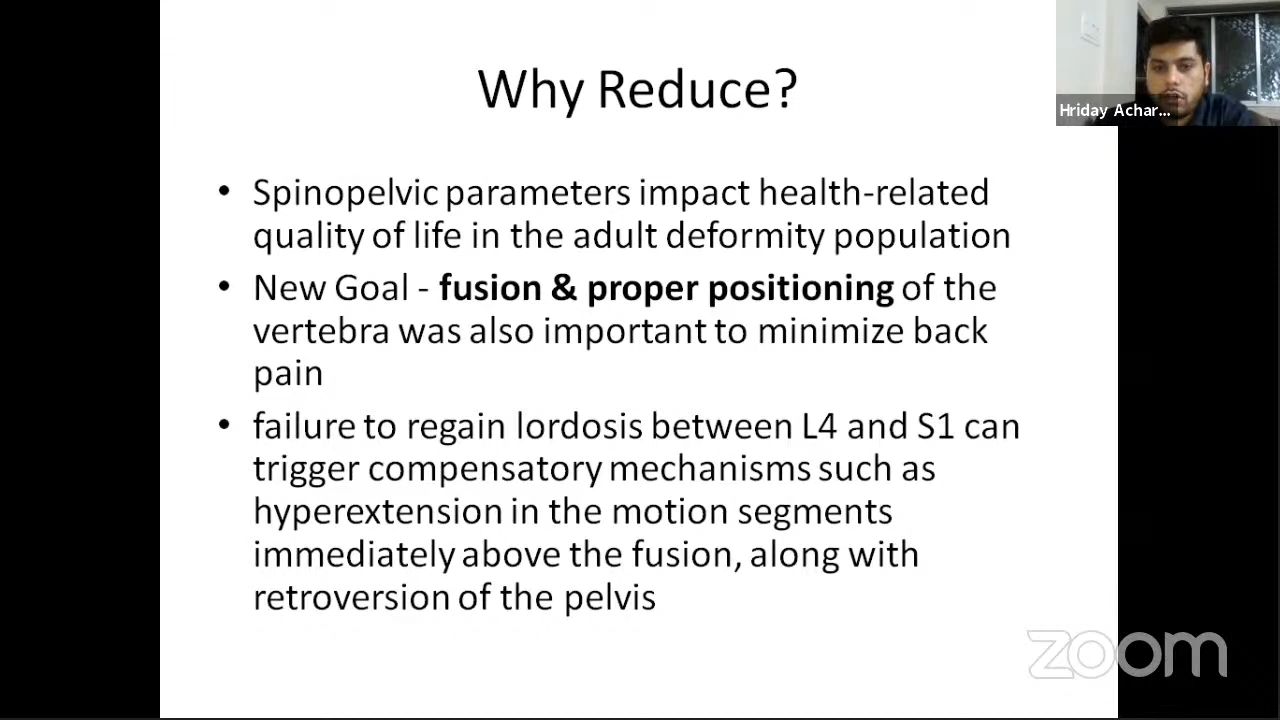 Why Reduce?
Hriday Achar...
• Spinopelvic parameters impact health-related
quality of life in the adult deformity population
• New Goal - fusion & proper positioning of the
vertebra was also important to minimize back
pain
• failure to regain lordosis between L4 and S1 can
trigger compensatory mechanisms such as
hyperextension in the motion segments
immediately above the fusion, along with
retroversion of the pelvis
zoom